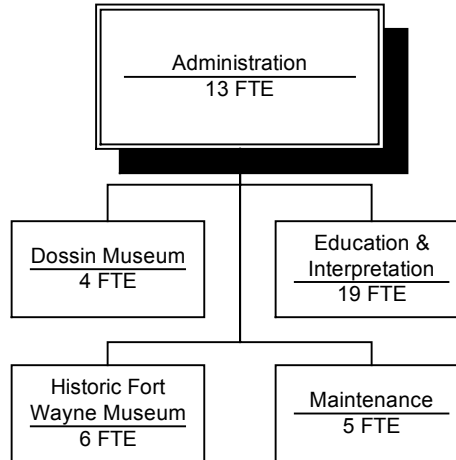 Administration
13 FTE
Dossin Museum
4 FTE
Education &
Interpretation
19 FTE
Historic Fort
Wayne Museum
6 FTE
Maintenance
5 FTE